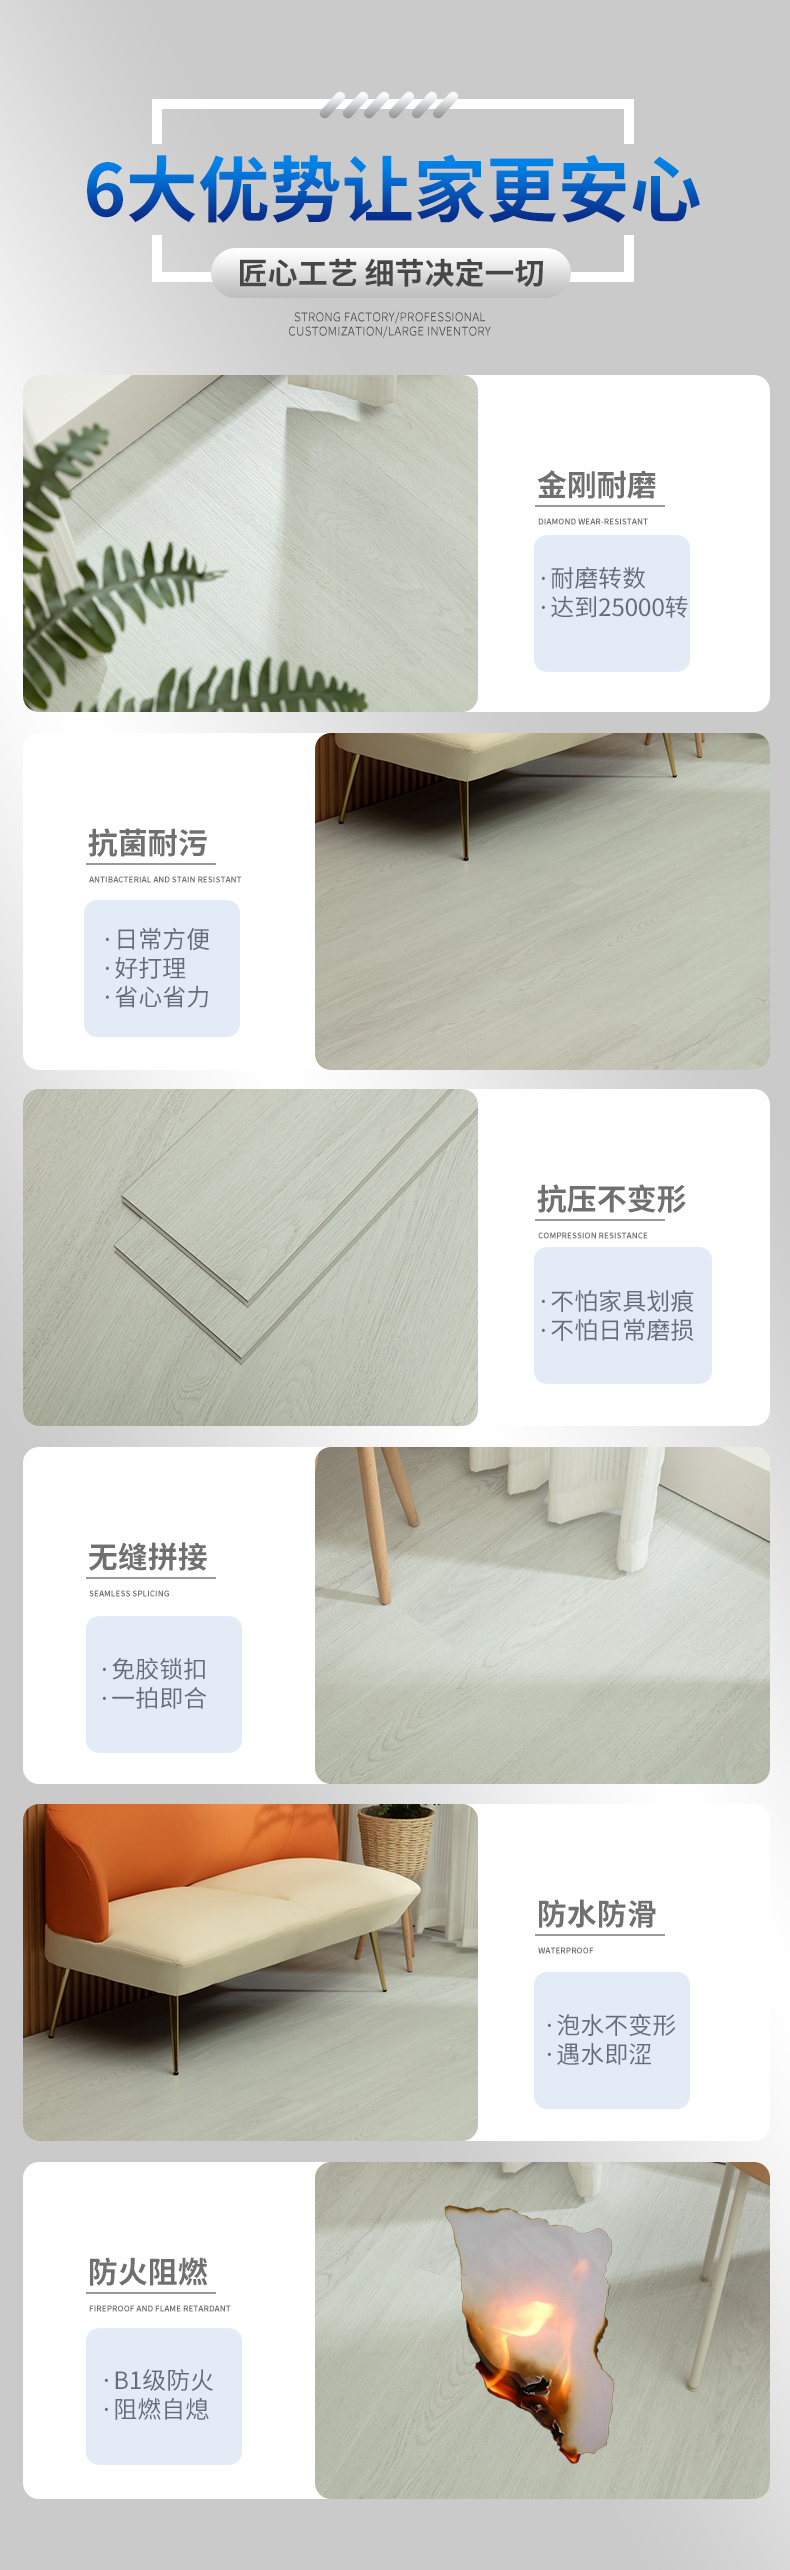 6大优势让家更安心
匠心工艺 细节决定一切
STRONG FACTORY/PROFESSIONAL
CUSTOMIZATION/LARGE INVENTORY
金刚耐磨
DIAMOND WEAR-RESISTANT
·耐磨转数
·达到25000转
抗菌耐污
ANTIBACTERIAL AND STAIN RESISTANT
·日常方便
·好打理
·省心省力
抗压不变形
COMPRESSION RESISTANCE
·不怕家具划痕
·不怕日常磨损
无缝拼接
SEAMLESS SPLICING
·免胶锁扣
·一拍即合
防水防滑
WATERPROOF
·泡水不变形
·遇水即涩
防火阻燃
FIREPROOF AND FLAME RETARDANT
·B1级防火
·阻燃自熄